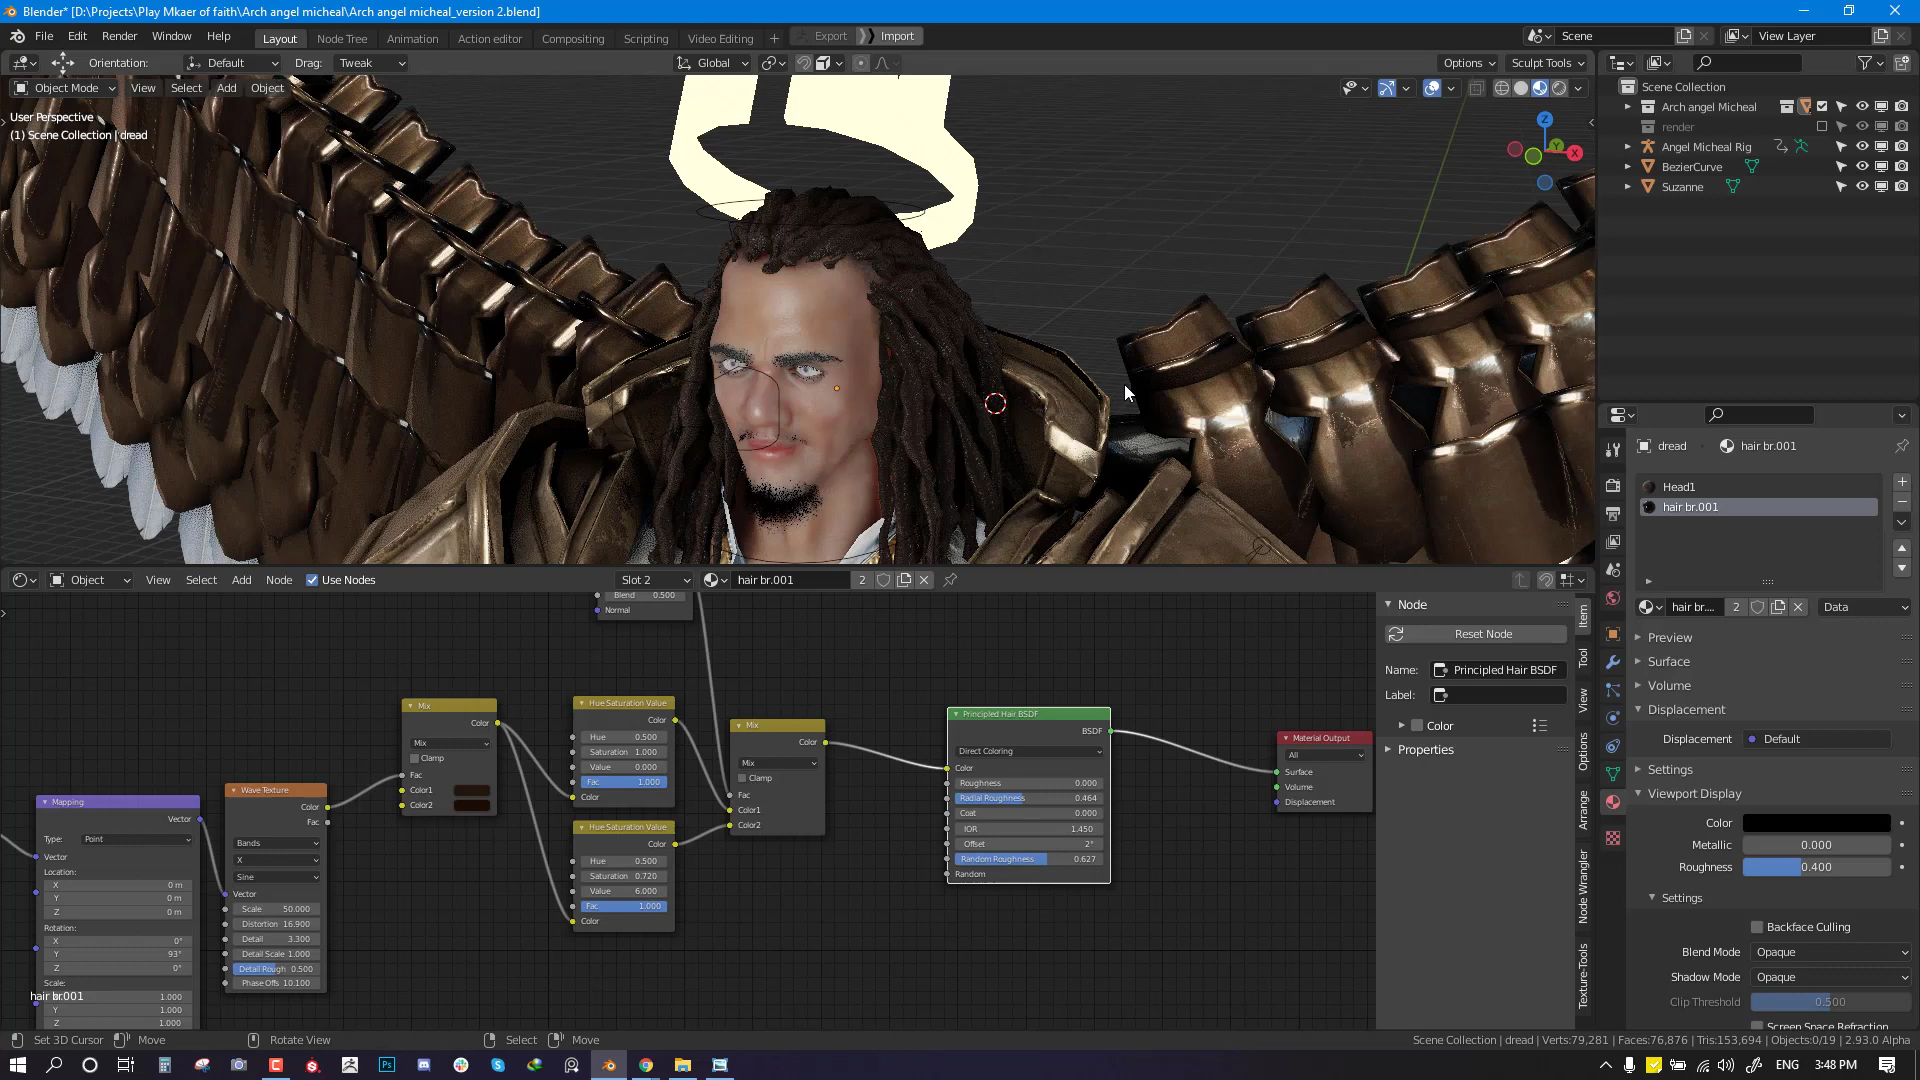 Blender* [D:\Projects\Play Mkaer of faith\Arch angel micheal\Arch angel micheal_version 2.blend]
File Edit Render Window Help
Layout Node Tree Animation Action editor Compositing Scripting Video Editing + Export Import
Scene View Layer
Orientation: Default Drag: Tweak Global Options Sculpt Tools
Object Mode View Select Add Object
User Perspective
(1) Scene Collection | dread
Z
Y
X
Scene Collection
Arch angel Micheal
render
Angel Micheal Rig
BezierCurve
Suzanne
dread hair br.001
Head1
hair br.001
hair br.... 2 Data
Preview
Surface
Volume
Displacement
Displacement Default
Settings
Viewport Display
Color
Metallic 0.000
Roughness 0.400
Settings
Backface Culling
Blend Mode Opaque
Shadow Mode Opaque
Clip Threshold 0.500
Screen Space Refraction
Object View Select Add Node Use Nodes Slot 2 hair br.001 2
Blend 0.500
Normal
Mapping
Vector
Type: Point
Vector
Location:
X 0 m
Y 0 m
Z 0 m
Rotation:
X 0°
Y 93°
Z 0°
Scale:
1.000
Y 1.000
Z 1.000
hair br.001
Wave Texture
Color
Fac
Bands
X
Sine
Vector
Scale 50.000
Distortion 16.900
Detail 3.300
Detail Scale 1.000
Detail Rough 0.500
Phase Offs 10.100
Mix
Color
Mix
Clamp
Fac
Color1
Color2
Hue Saturation Value
Color
Hue 0.500
Saturation 1.000
Value 0.000
Fac 1.000
Color
Hue Saturation Value
Color
Hue 0.500
Saturation 0.720
Value 6.000
Fac 1.000
Color
Mix
Color
Mix
Clamp
Fac
Color1
Color2
Principled Hair BSDF
BSDF
Direct Coloring
Color
Roughness 0.000
Radial Roughness 0.464
Coat 0.000
IOR 1.450
Offset 2°
Random Roughness 0.627
Random
Material Output
All
Surface
Volume
Displacement
Node
Reset Node
Name: Principled Hair BSDF
Label:
Color
Properties
Item
Tool
View
Options
Arrange
Node Wrangler
Texture-Tools
Set 3D Cursor Move Rotate View Select Move
Scene Collection | dread | Verts:79,281 | Faces:76,876 | Tris:153,694 | Objects:0/19 | 2.93.0 Alpha
ENG 3:48 PM